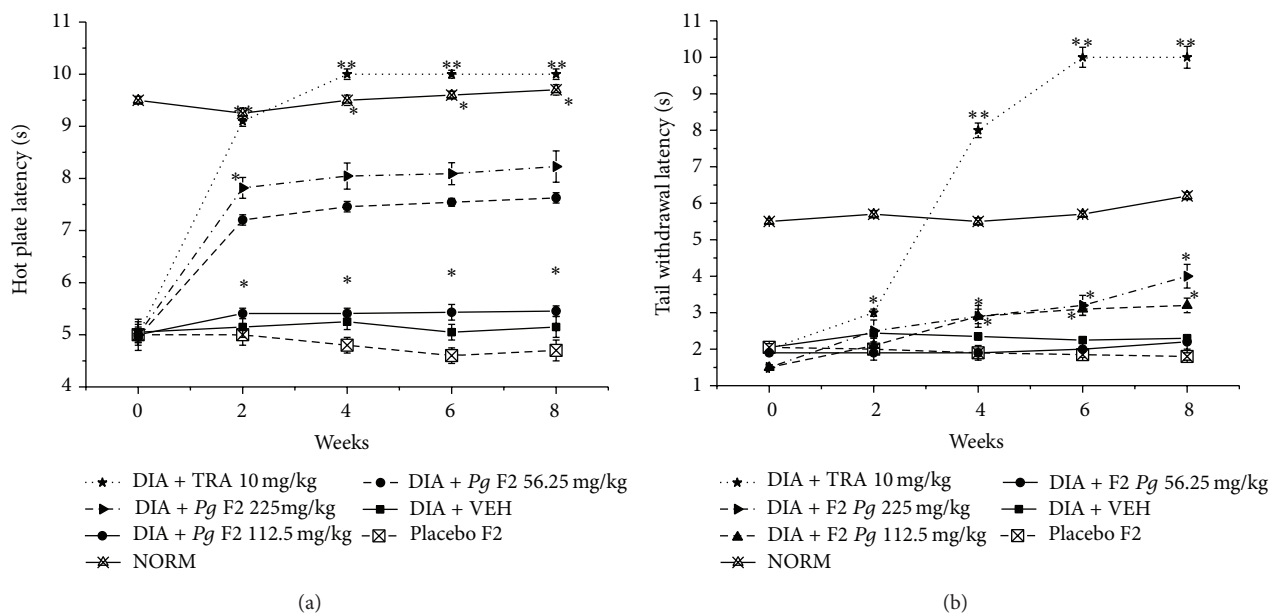 11
10
9
8
7
6
5
4
Hot plate latency (s)
0 2 4 6 8
Weeks
** ** ** **
* * *
*
* * * *
DIA + TRA 10 mg/kg
DIA + Pg F2 225mg/kg
DIA + Pg F2 112.5 mg/kg
NORM
DIA + Pg F2 56.25 mg/kg
DIA + VEH
Placebo F2
(a)
11
10
9
8
7
6
5
4
3
2
1
Tail withdrawal latency (s)
0 2 4 6 8
Weeks
** **
**
*
* * *
* * *
DIA + TRA 10 mg/kg
DIA + F2 Pg 225 mg/kg
DIA + F2 Pg 112.5 mg/kg
NORM
DIA + F2 Pg 56.25 mg/kg
DIA + VEH
Placebo F2
(b)